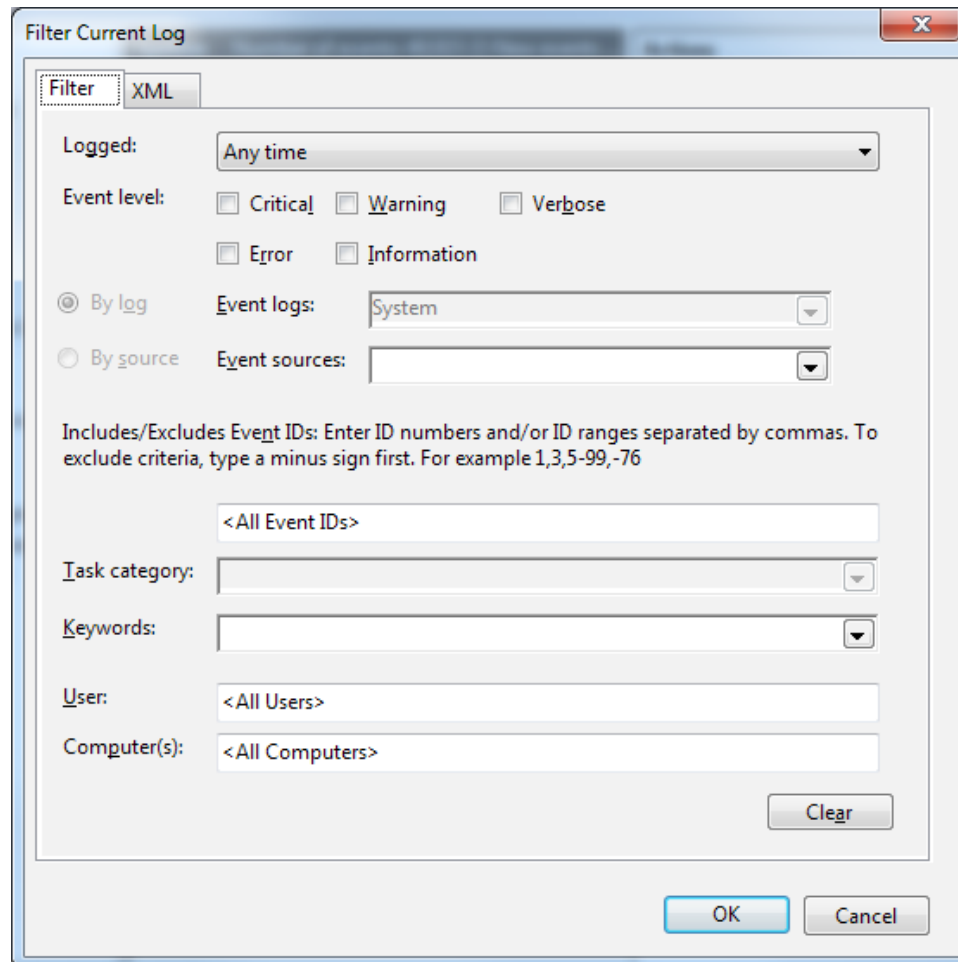 Filter Current Log
Filter XML
Logged: Any time
Event level: Critical Warning Verbose
Error Information
By log Event logs: System
By source Event sources:
Includes/Excludes Event IDs: Enter ID numbers and/or ID ranges separated by commas. To
exclude criteria, type a minus sign first. For example 1,3,5-99,-76
<All Event IDs>
Task category:
Keywords:
User: <All Users>
Computer(s): <All Computers>
Clear
OK Cancel